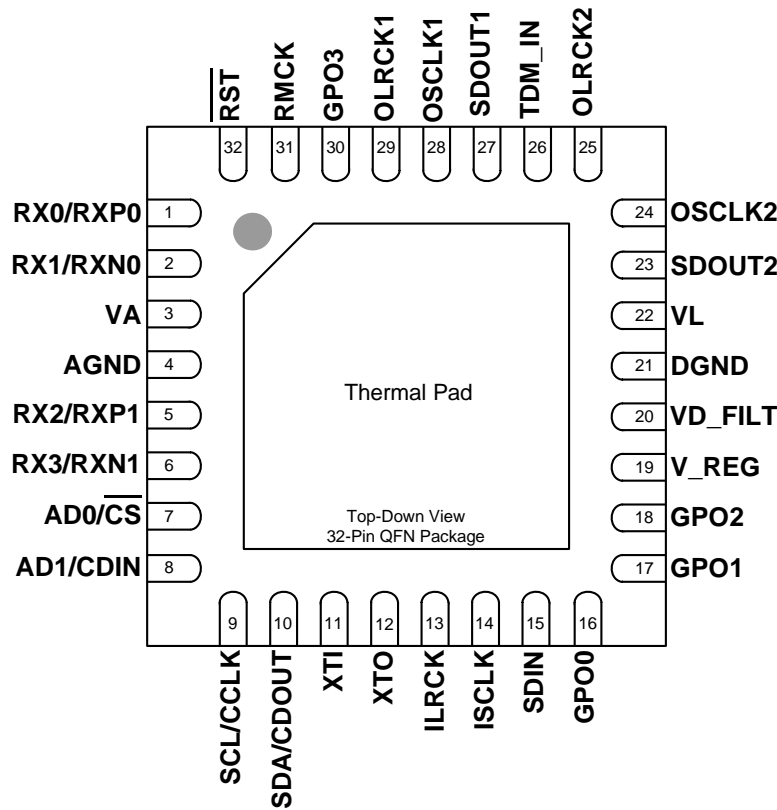 RST
RMCK
GPO3
OLRCK1
OSCLK1
SDOUT1
TDM_IN
OLRCK2
32
31
30
29
28
27
26
25
RX0/RXP0
1
RX1/RXN0
2
VA
3
AGND
4
RX2/RXP1
5
RX3/RXN1
6
AD0/CS
7
AD1/CDIN
8
Thermal Pad
Top-Down View
32-Pin QFN Package
24
OSCLK2
23
SDOUT2
22
VL
21
DGND
20
VD_FILT
19
V_REG
18
GPO2
17
GPO1
9
10
11
12
13
14
15
16
SCL/CCLK
SDA/CDOUT
XTI
XTO
ILRCK
ISCLK
SDIN
GPO0